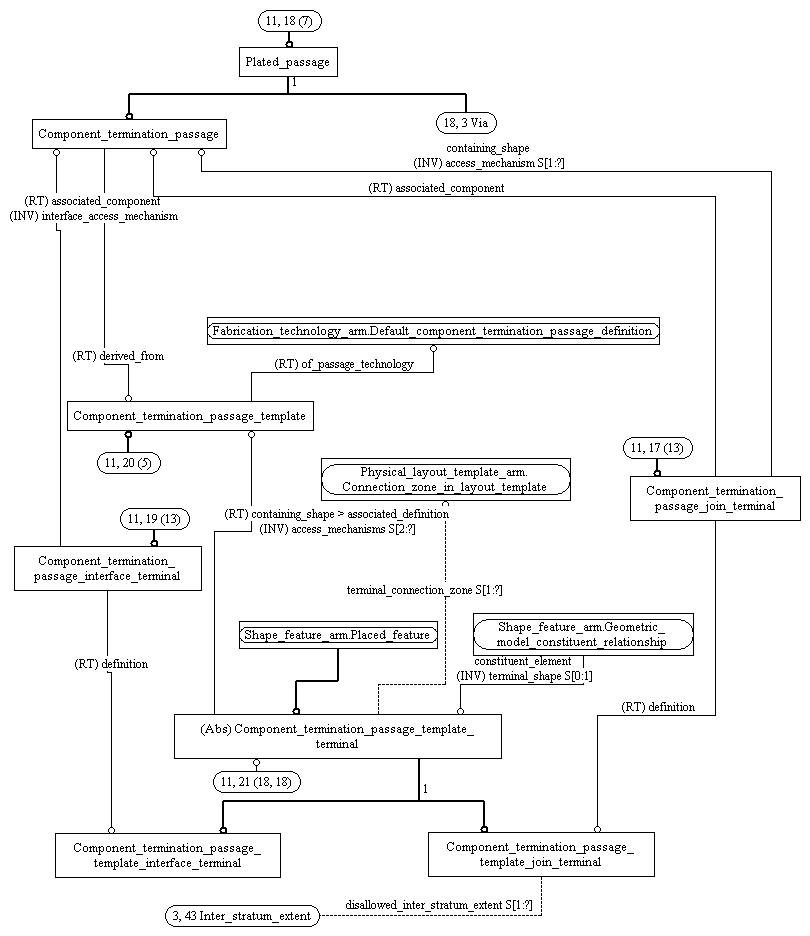 11, 18 (7)
Plated_passage
1
Component_termination_passage
18, 3 Via
containing_shape
(INV) access_mechanism S[1:?]
(RT) associated_component
(RT) associated_component
(INV) interface_access_mechanism
Fabrication_technology_arm.Default_component_termination_passage_definition
(RT) derived_from
(RT) of_passage_technology
Component_termination_passage_template
11, 20 (5)
11, 17 (13)
Physical_layout_template_arm.
Connection_zone_in_layout_template
Component_termination_
passage_join_terminal
11, 19 (13)
(RT) containing_shape > associated_definition
(INV) access_mechanisms S[2:?]
Component_termination_
passage_interface_terminal
terminal_connection_zone S[1:?]
Shape_feature_arm.Placed_feature
Shape_feature_arm.Geometric_
model_constituent_relationship
(RT) definition
constituent_element
(INV) terminal_shape S[0:1]
(RT) definition
(Abs) Component_termination_passage_template_
terminal
11, 21 (18, 18)
1
Component_termination_passage_
template_interface_terminal
Component_termination_passage_
template_join_terminal
disallowed_inter_stratum_extent S[1:?]
3, 43 Inter_stratum_extent